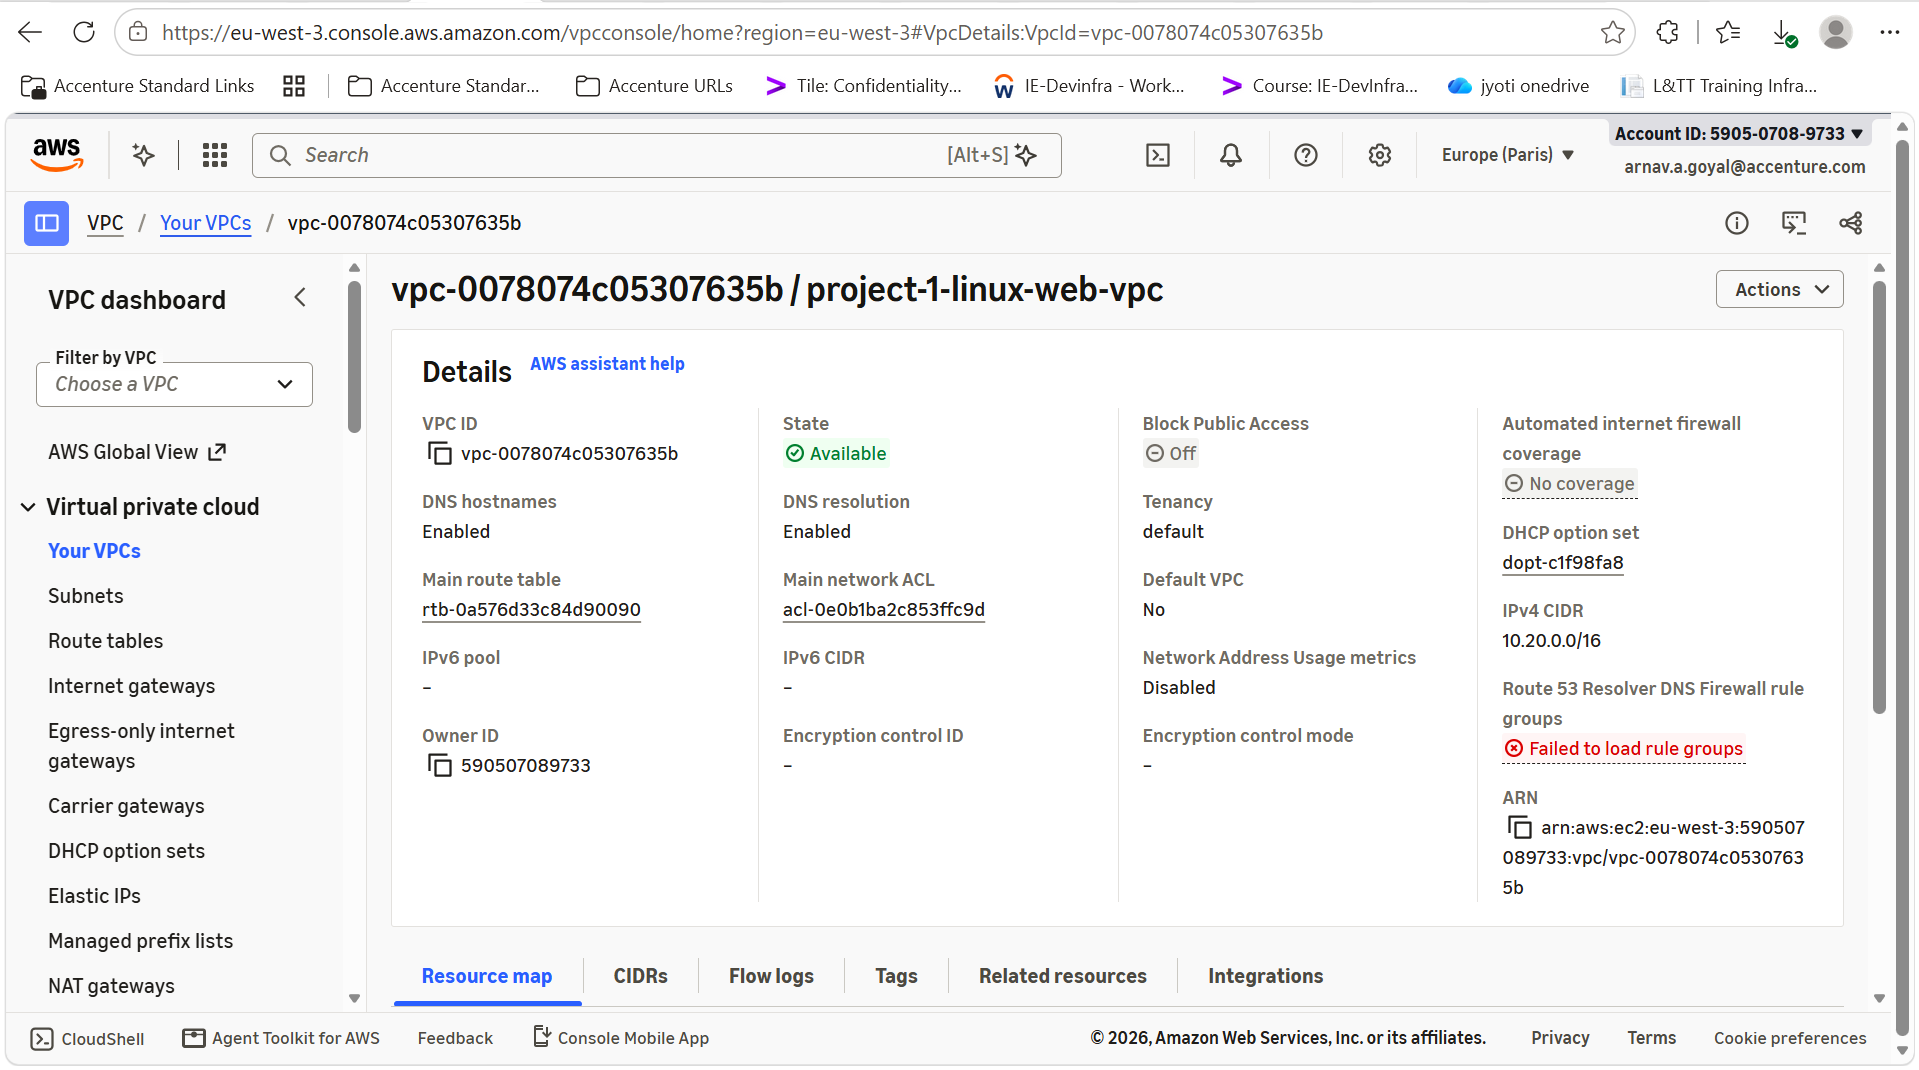 https://eu-west-3.console.aws.amazon.com/vpcconsole/home?region=eu-west-3#VpcDetails:VpcId=vpc-0078074c05307635b
Accenture Standard Links
Accenture Standar...
Accenture URLs
Tile: Confidentiality...
IE-Devinfra - Work...
Course: IE-DevInfra...
jyoti onedrive
L&TT Training Infra...
aws
Search
[Alt+S]
Europe (Paris)
Account ID: 5905-0708-9733
arnav.a.goyal@accenture.com
VPC / Your VPCs / vpc-0078074c05307635b
VPC dashboard
Filter by VPC
Choose a VPC
AWS Global View
Virtual private cloud
Your VPCs
Subnets
Route tables
Internet gateways
Egress-only internet
gateways
Carrier gateways
DHCP option sets
Elastic IPs
Managed prefix lists
NAT gateways
vpc-0078074c05307635b / project-1-linux-web-vpc
Actions
Details
AWS assistant help
VPC ID
vpc-0078074c05307635b
DNS hostnames
Enabled
Main route table
rtb-0a576d33c84d90090
IPv6 pool
–
Owner ID
590507089733
State
Available
DNS resolution
Enabled
Main network ACL
acl-0e0b1ba2c853ffc9d
IPv6 CIDR
–
Encryption control ID
–
Block Public Access
Off
Tenancy
default
Default VPC
No
Network Address Usage metrics
Disabled
Encryption control mode
–
Automated internet firewall
coverage
No coverage
DHCP option set
dopt-c1f98fa8
IPv4 CIDR
10.20.0.0/16
Route 53 Resolver DNS Firewall rule
groups
Failed to load rule groups
ARN
arn:aws:ec2:eu-west-3:590507
089733:vpc/vpc-0078074c0530763
5b
Resource map
CIDRs
Flow logs
Tags
Related resources
Integrations
CloudShell
Agent Toolkit for AWS
Feedback
Console Mobile App
© 2026, Amazon Web Services, Inc. or its affiliates.
Privacy
Terms
Cookie preferences